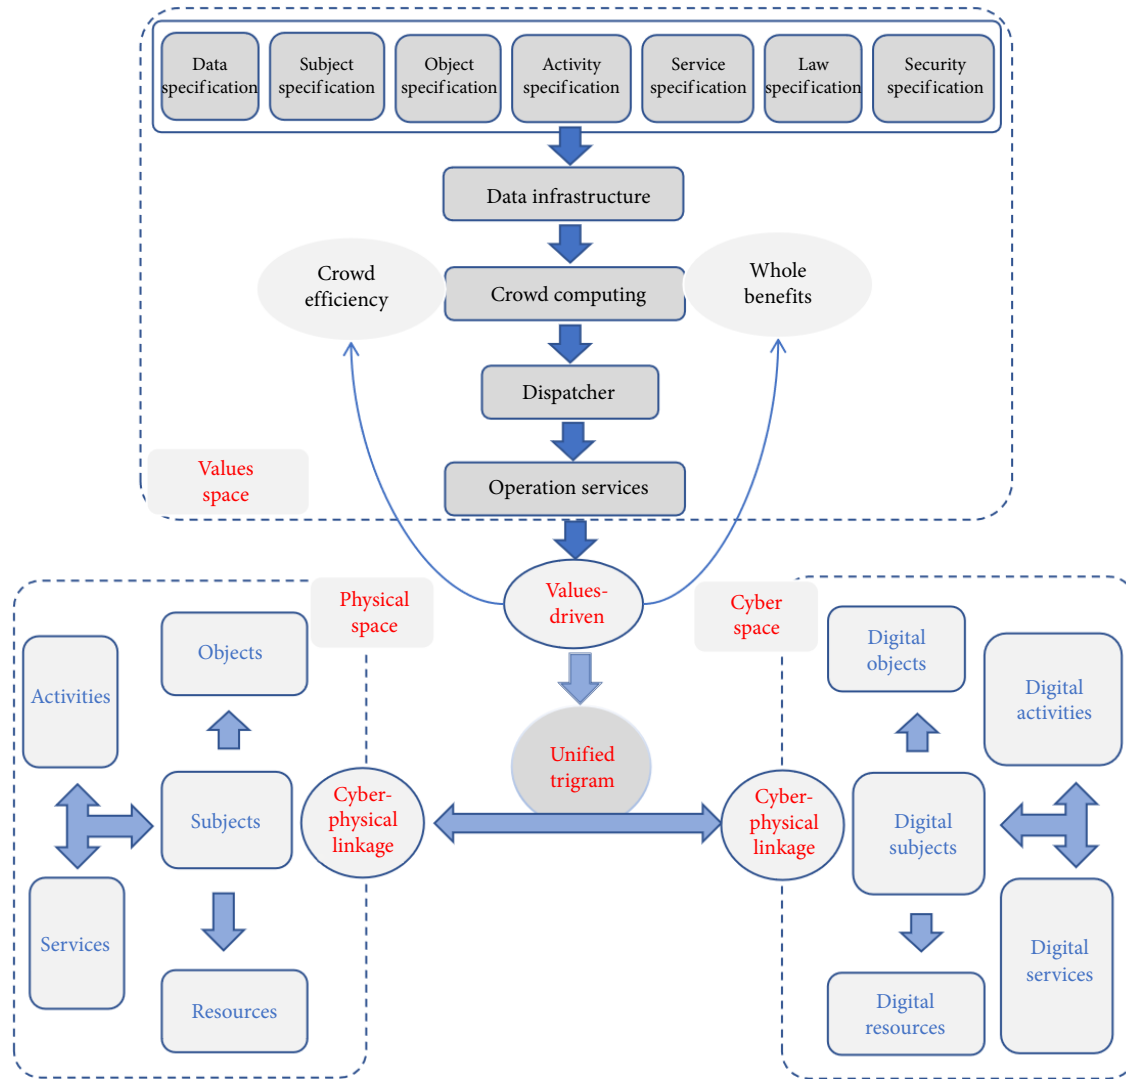 Data
specification
Subject
specification
Object
specification
Activity
specification
Service
specification
Law
specification
Security
specification
Data infrastructure
Crowd
efficiency
Crowd computing
Whole
benefits
Dispatcher
Values
space
Operation services
Physical
space
Values-
driven
Cyber
space
Objects
Activities
Subjects
Services
Resources
Cyber-
physical
linkage
Unified
trigram
Cyber-
physical
linkage
Digital
objects
Digital
activities
Digital
subjects
Digital
services
Digital
resources